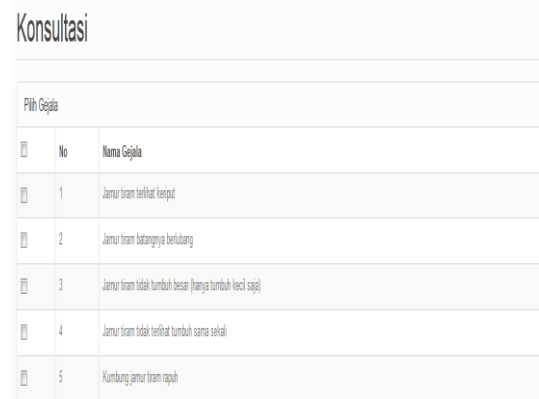 Konsultasi
Pilih Gejala
No Nama Gejala
1 Jamur tiram terlihat keriput
2 Jamur tiram batangnya berlubang
3 Jamur tiram tidak tumbuh besar (hanya tumbuh kecil saja)
4 Jamur tiram tidak terlihat tumbuh sama sekali
5 Kumbung jamur tiram rapuh